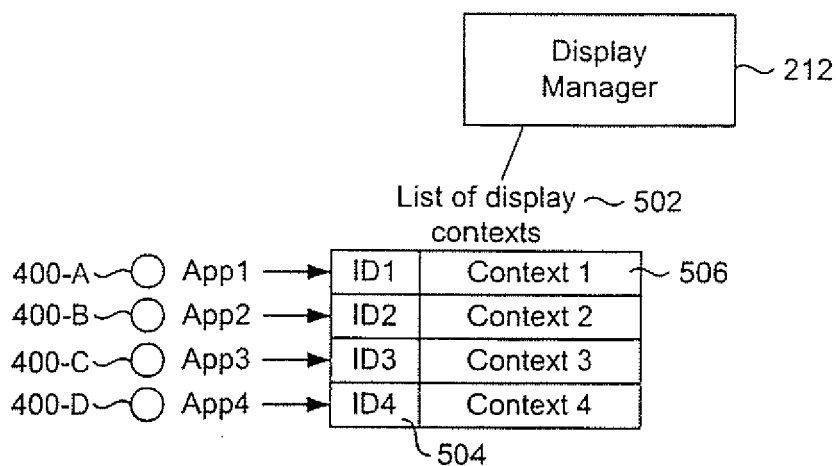 Display
Manager
212
List of display
contexts
502
400-A App1 ID1 Context 1 506
400-B App2 ID2 Context 2
400-C App3 ID3 Context 3
400-D App4 ID4 Context 4
504